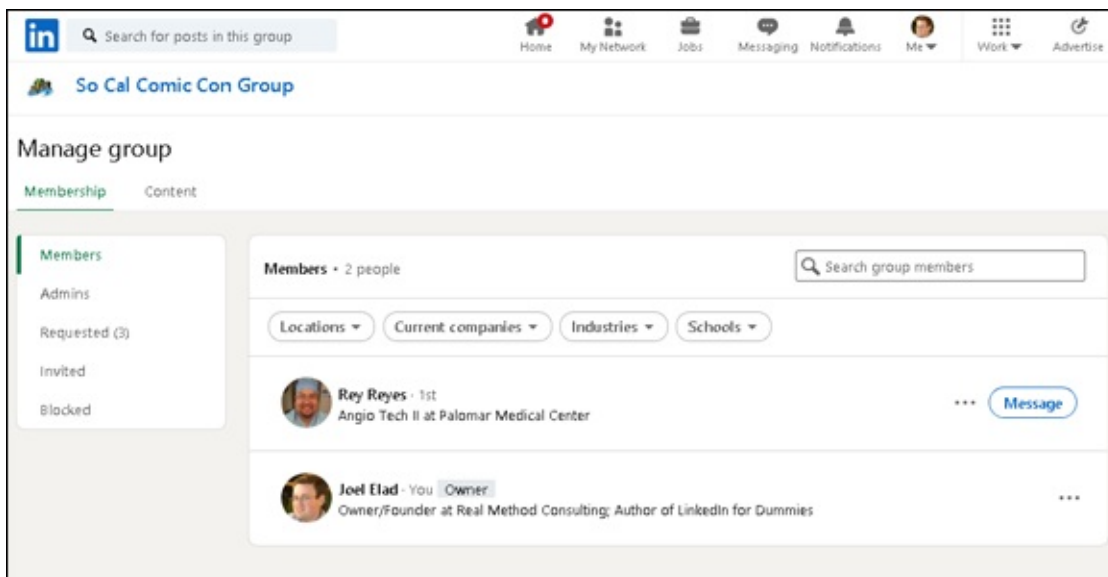 in
Search for posts in this group
Home
My Network
Jobs
Messaging
Notifications
Me
Work
Advertise
So Cal Comic Con Group
Manage group
Membership
Content
Members
Admins
Requested (3)
Invited
Blocked
Members • 2 people
Search group members
Locations
Current companies
Industries
Schools
Rey Reyes · 1st
Angio Tech II at Palomar Medical Center
Message
Joel Elad · You Owner
Owner/Founder at Real Method Consulting; Author of LinkedIn for Dummies